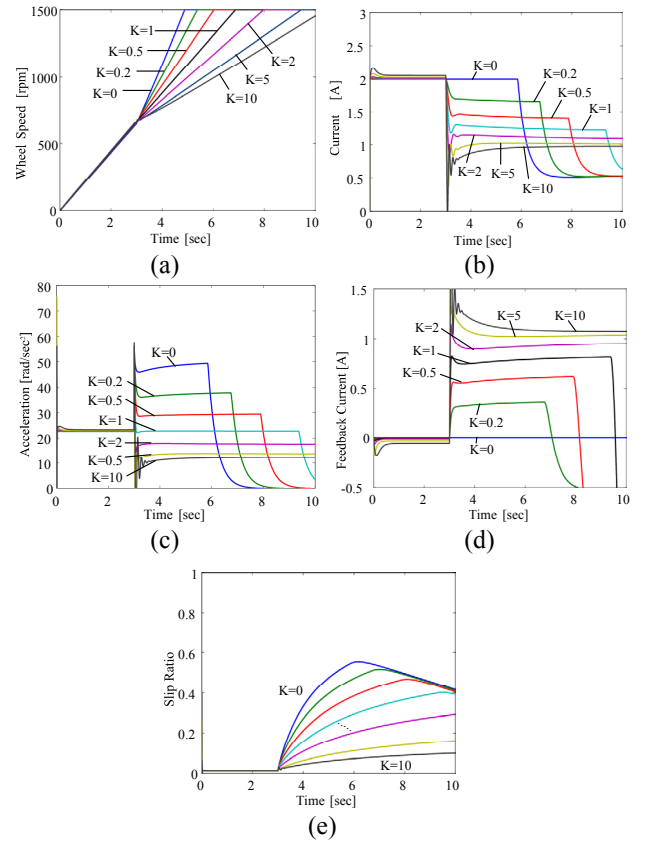 1500
1000
500
0
Wheel Speed [rpm]
K=1
K=0.5
K=0.2
K=0
K=2
K=5
K=10
0 2 4 6 8 10
Time [sec]
(a)
3
2.5
2
1.5
1
0.5
0
Current [A]
K=0
K=0.2
K=0.5
K=1
K=2
K=5
K=10
0 2 4 6 8 10
Time [sec]
(b)
80
70
60
50
40
30
20
10
0
Acceleration [rad/sec²]
K=0
K=0.2
K=0.5
K=1
K=2
K=0.5
K=10
0 2 4 6 8 10
Time [sec]
(c)
1.5
1
0.5
0
-0.5
Feedback Current [A]
K=10
K=5
K=2
K=1
K=0.5
K=0.2
K=0
0 2 4 6 8 10
Time [sec]
(d)
1
0.8
0.6
0.4
0.2
0
Slip Ratio
K=0
K=10
0 2 4 6 8 10
Time [sec]
(e)